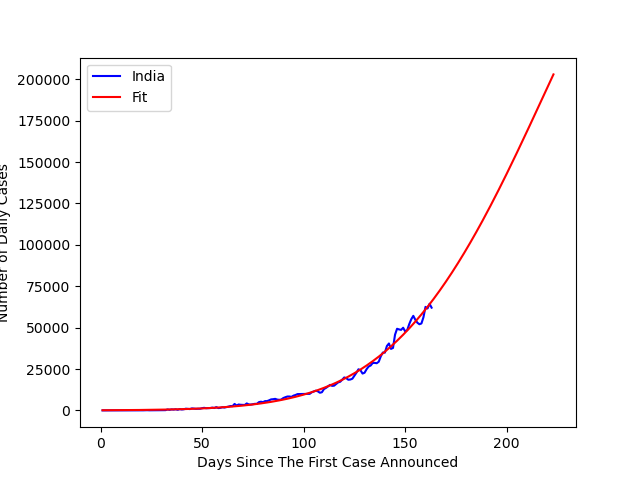 200000
175000
150000
125000
100000
75000
50000
25000
0
Number of Daily Cases
India
Fit
0 50 100 150 200
Days Since The First Case Announced